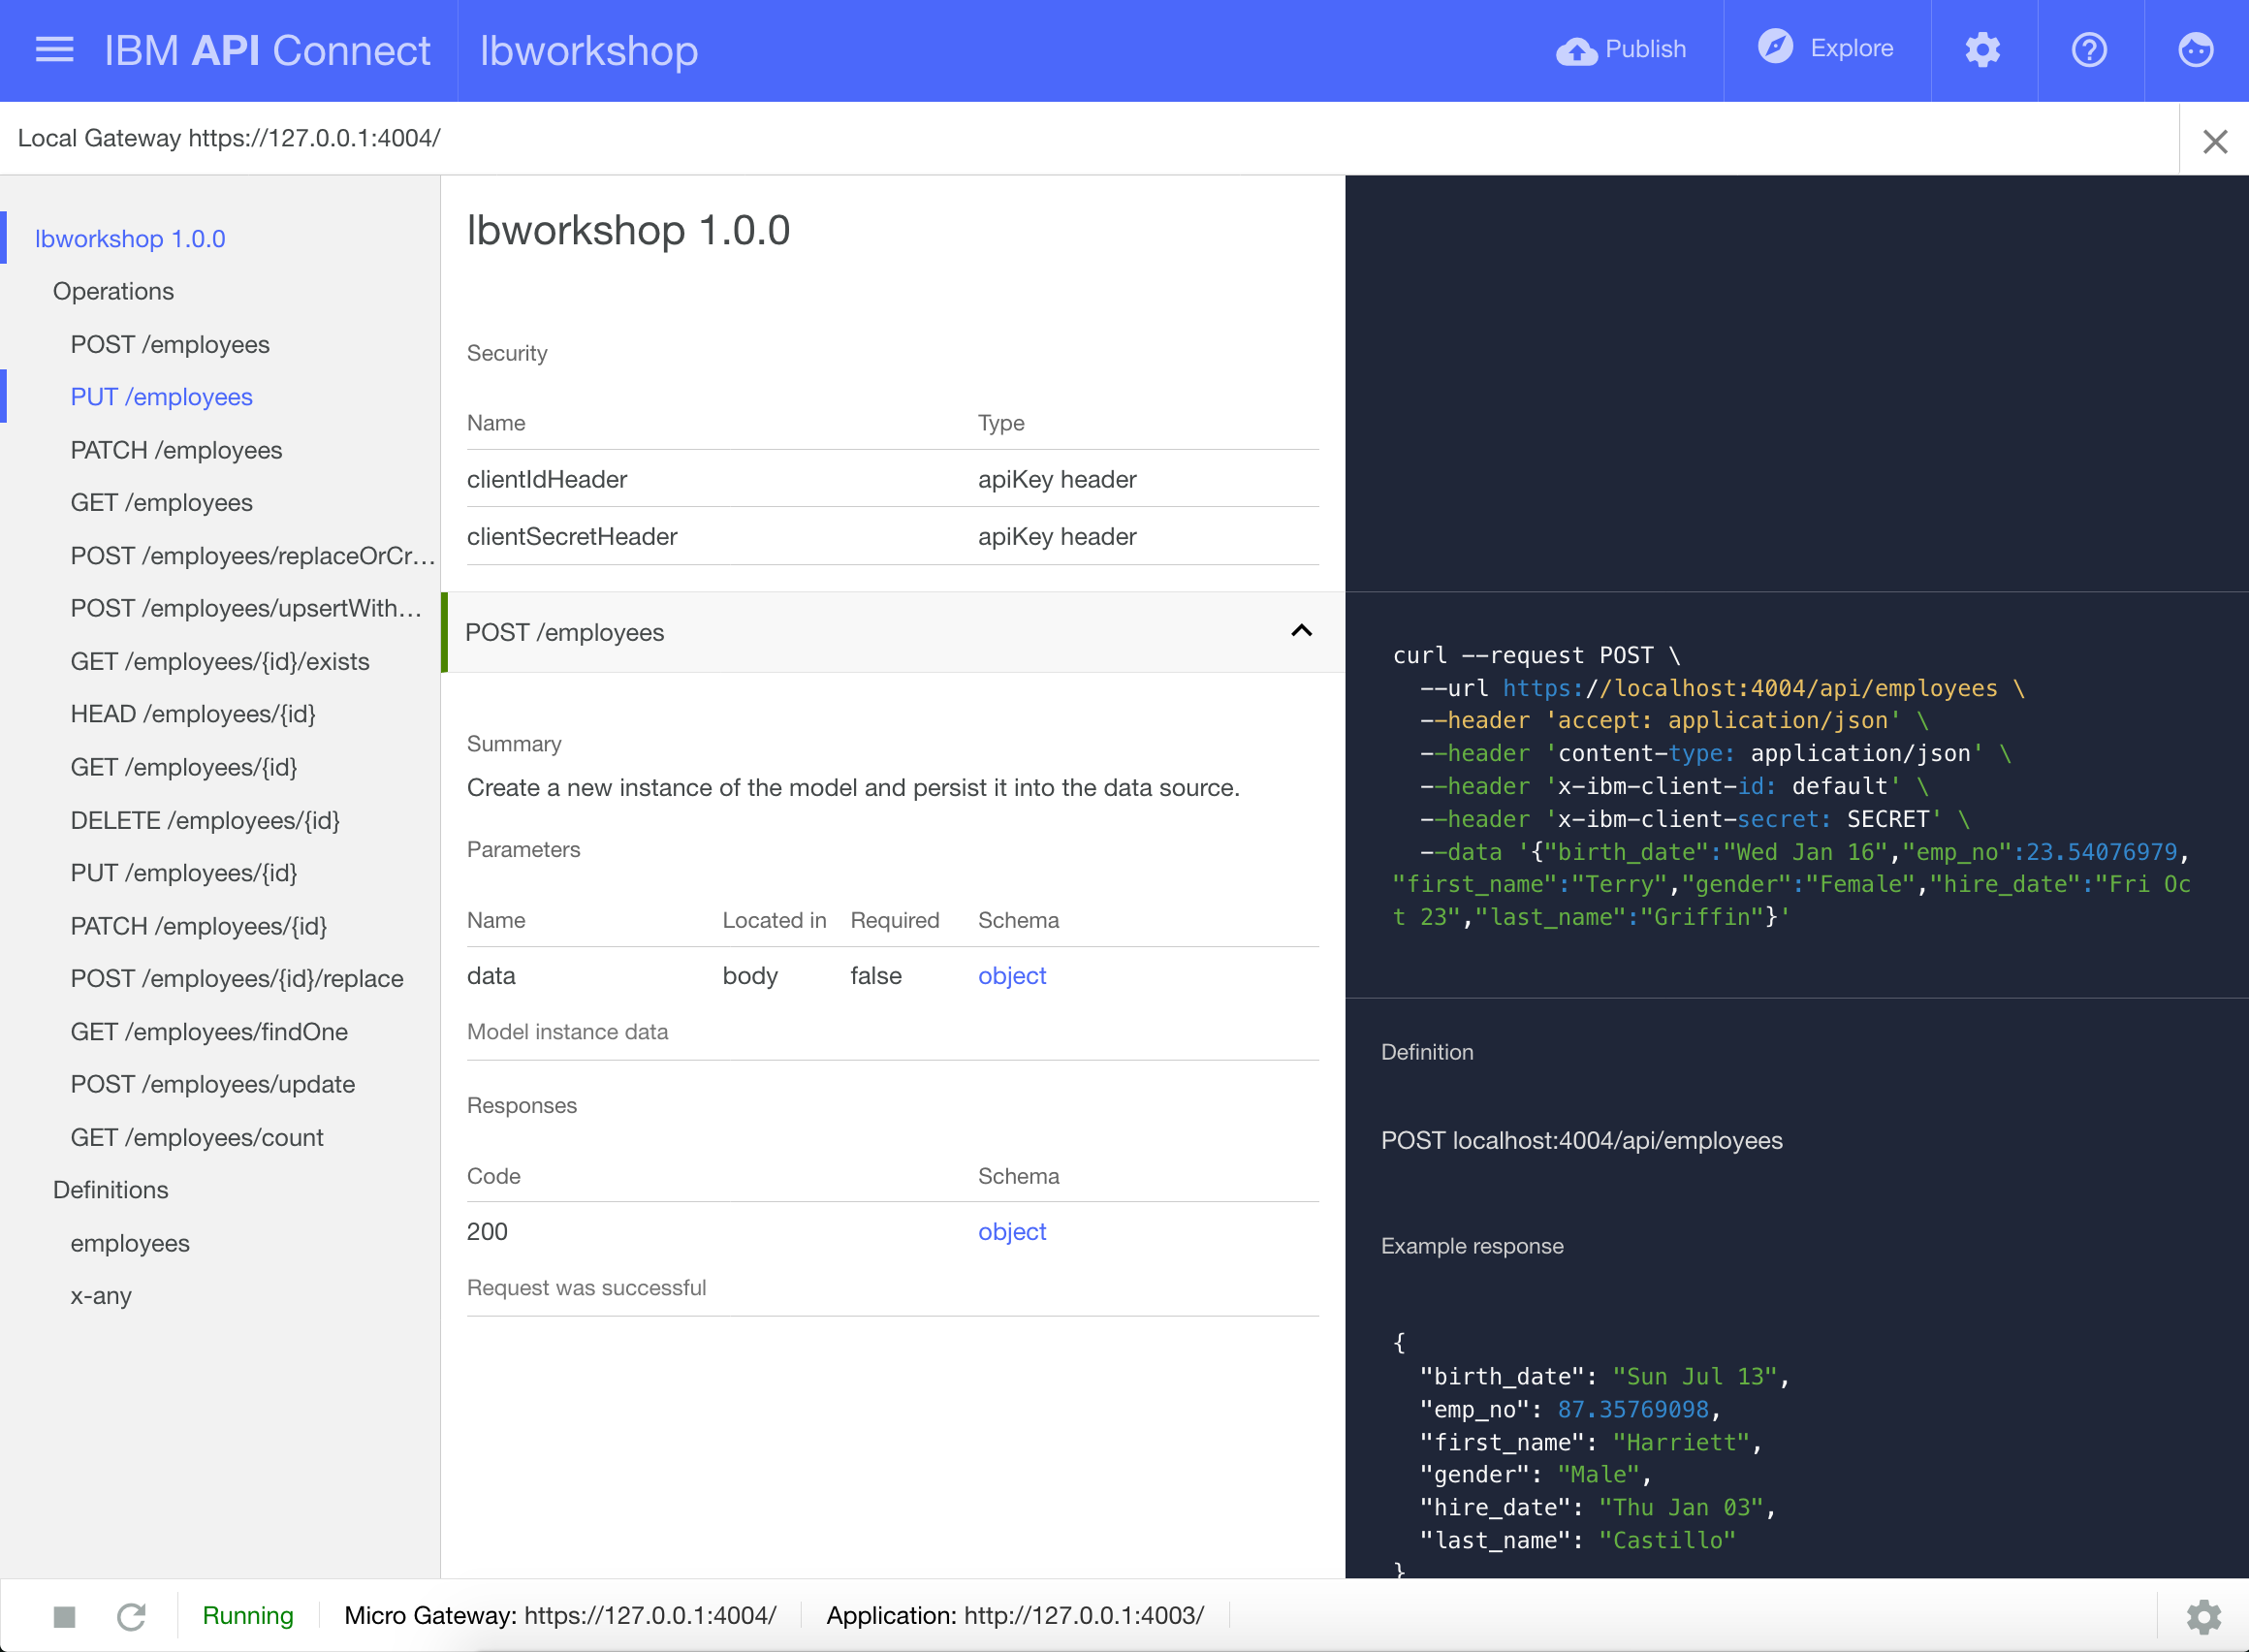 IBM API Connect
lbworkshop
Publish
Explore
Local Gateway https://127.0.0.1:4004/
lbworkshop 1.0.0
Operations
POST /employees
PUT /employees
PATCH /employees
GET /employees
POST /employees/replaceOrCr…
POST /employees/upsertWith…
GET /employees/{id}/exists
HEAD /employees/{id}
GET /employees/{id}
DELETE /employees/{id}
PUT /employees/{id}
PATCH /employees/{id}
POST /employees/{id}/replace
GET /employees/findOne
POST /employees/update
GET /employees/count
Definitions
employees
x-any
lbworkshop 1.0.0
Security
Name Type
clientIdHeader apiKey header
clientSecretHeader apiKey header
POST /employees
Summary
Create a new instance of the model and persist it into the data source.
Parameters
Name Located in Required Schema
data body false object
Model instance data
Responses
Code Schema
200 object
Request was successful
curl --request POST \
--url https://localhost:4004/api/employees \
--header 'accept: application/json' \
--header 'content-type: application/json' \
--header 'x-ibm-client-id: default' \
--header 'x-ibm-client-secret: SECRET' \
--data '{"birth_date":"Wed Jan 16","emp_no":23.54076979,
"first_name":"Terry","gender":"Female","hire_date":"Fri Oc
t 23","last_name":"Griffin"}'
Definition
POST localhost:4004/api/employees
Example response
{
"birth_date": "Sun Jul 13",
"emp_no": 87.35769098,
"first_name": "Harriett",
"gender": "Male",
"hire_date": "Thu Jan 03",
"last_name": "Castillo"
}
Running
Micro Gateway: https://127.0.0.1:4004/
Application: http://127.0.0.1:4003/